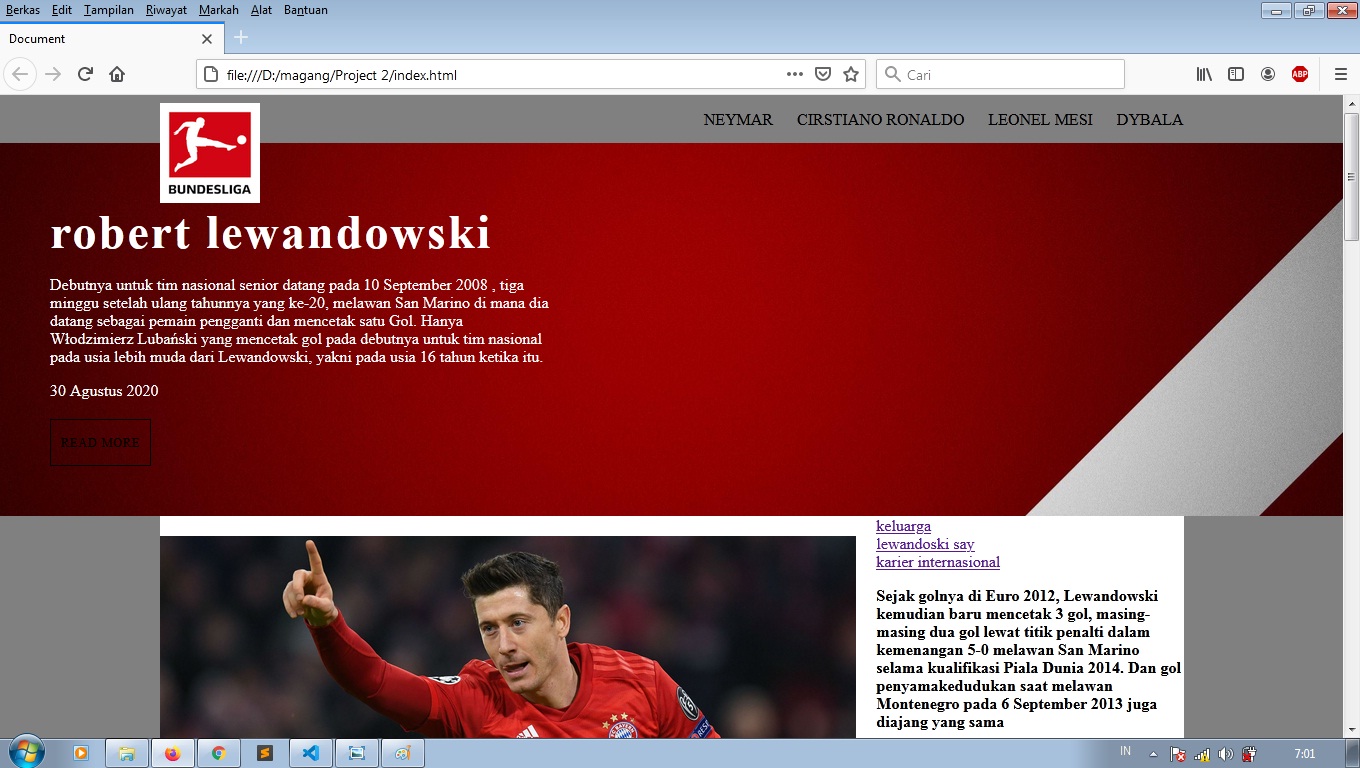 Berkas Edit Tampilan Riwayat Markah Alat Bantuan
Document
file:///D:/magang/Project 2/index.html
Cari
ABP
NEYMAR CIRSTIANO RONALDO LEONEL MESI DYBALA
BUNDESLIGA
robert lewandowski
Debutnya untuk tim nasional senior datang pada 10 September 2008 , tiga
minggu setelah ulang tahunnya yang ke-20, melawan San Marino di mana dia
datang sebagai pemain pengganti dan mencetak satu Gol. Hanya
Włodzimierz Lubański yang mencetak gol pada debutnya untuk tim nasional
pada usia lebih muda dari Lewandowski, yakni pada usia 16 tahun ketika itu.
30 Agustus 2020
READ MORE
keluarga
lewandoski say
karier internasional
Sejak golnya di Euro 2012, Lewandowski
kemudian baru mencetak 3 gol, masing-
masing dua gol lewat titik penalti dalam
kemenangan 5-0 melawan San Marino
selama kualifikasi Piala Dunia 2014. Dan gol
penyamakedudukan saat melawan
Montenegro pada 6 September 2013 juga
diajang yang sama
IN
7:01